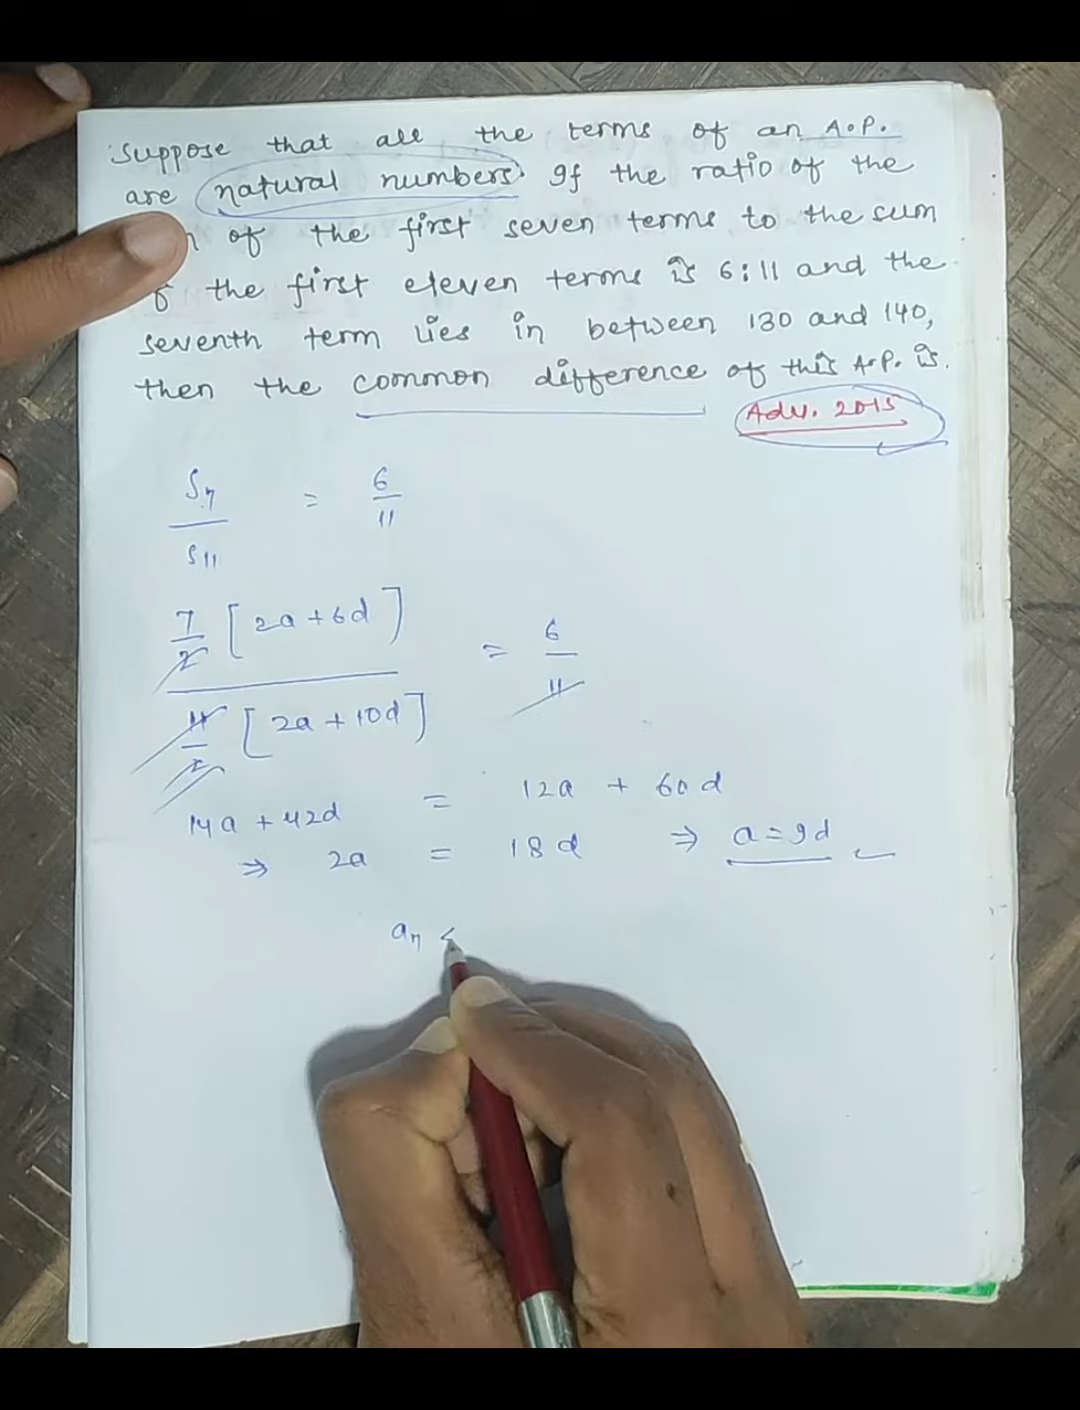 Suppose that all the terms of an A.P.
are natural numbers. If the ratio of the
of the first seven terms to the sum
the first eleven terms is 6:11 and the
seventh term lies in between 130 and 140,
then the common difference of this A.P. is.
Adv. 2015
S7 = 6
S11 11
7/2 [2a+6d] = 6
11/2 [2a+10d] 11
14a+42d = 12a + 60d
⇒ 2a = 18d ⇒ a=9d
a7 <